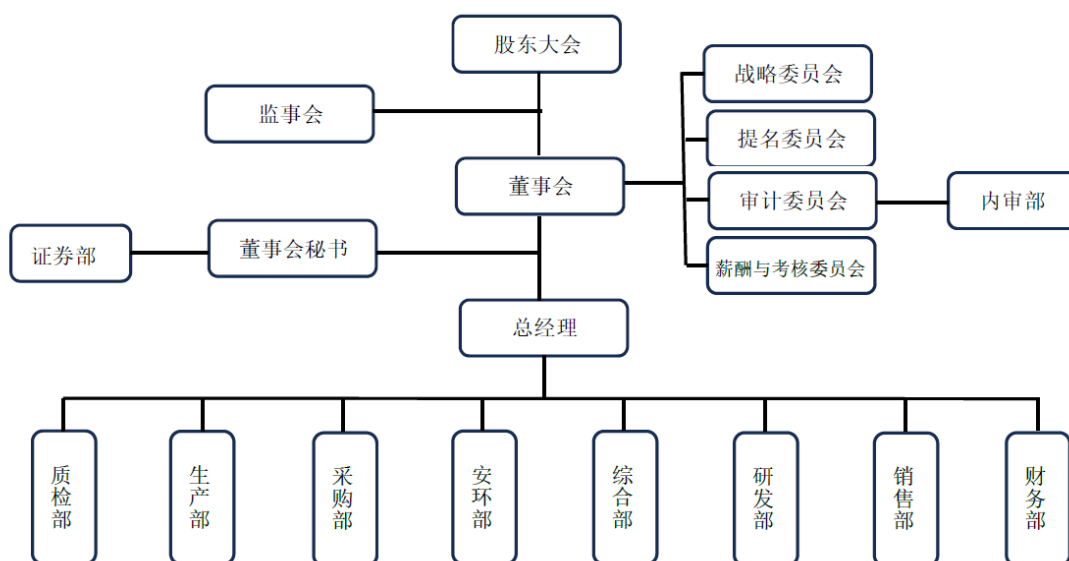 股东大会
战略委员会
监事会
提名委员会
董事会
审计委员会
内审部
证券部
董事会秘书
薪酬与考核委员会
总经理
质检部
生产部
采购部
安环部
综合部
研发部
销售部
财务部